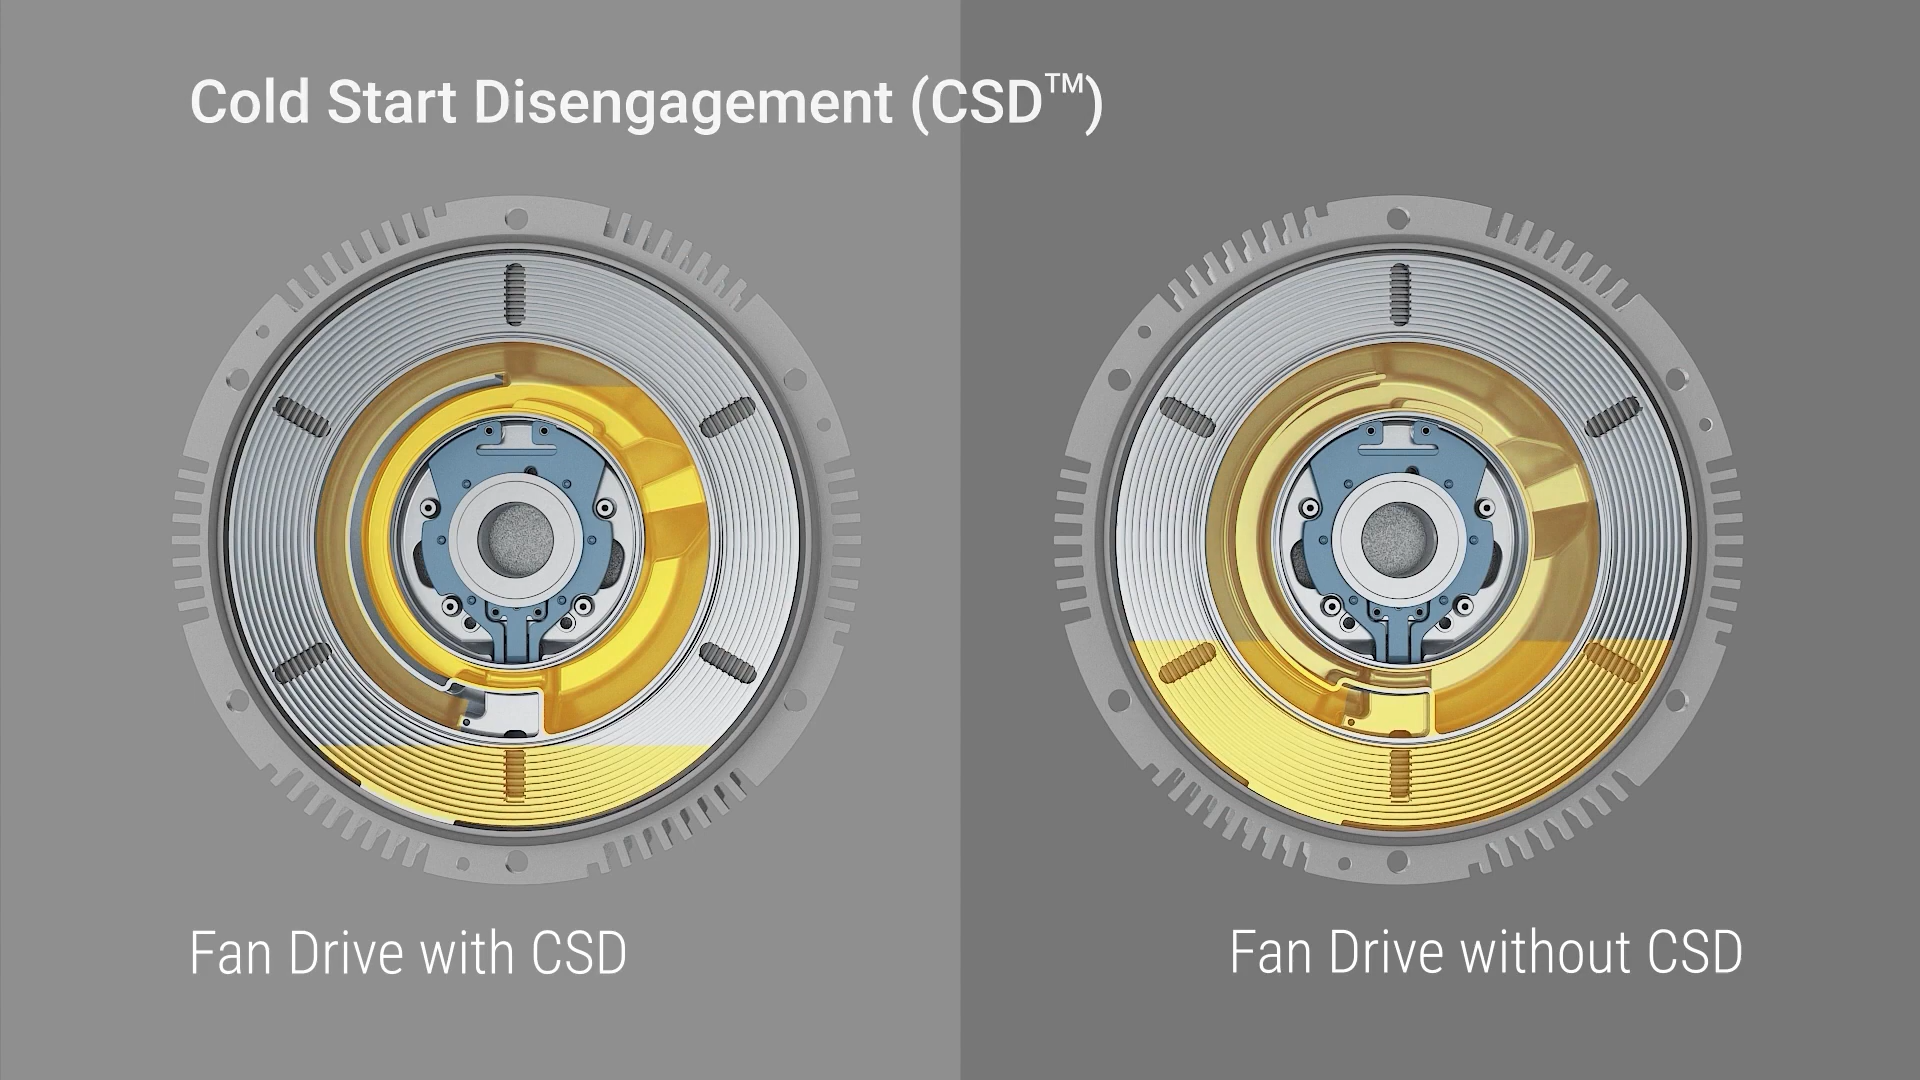 Cold Start Disengagement (CSD™)
Fan Drive with CSD
Fan Drive without CSD